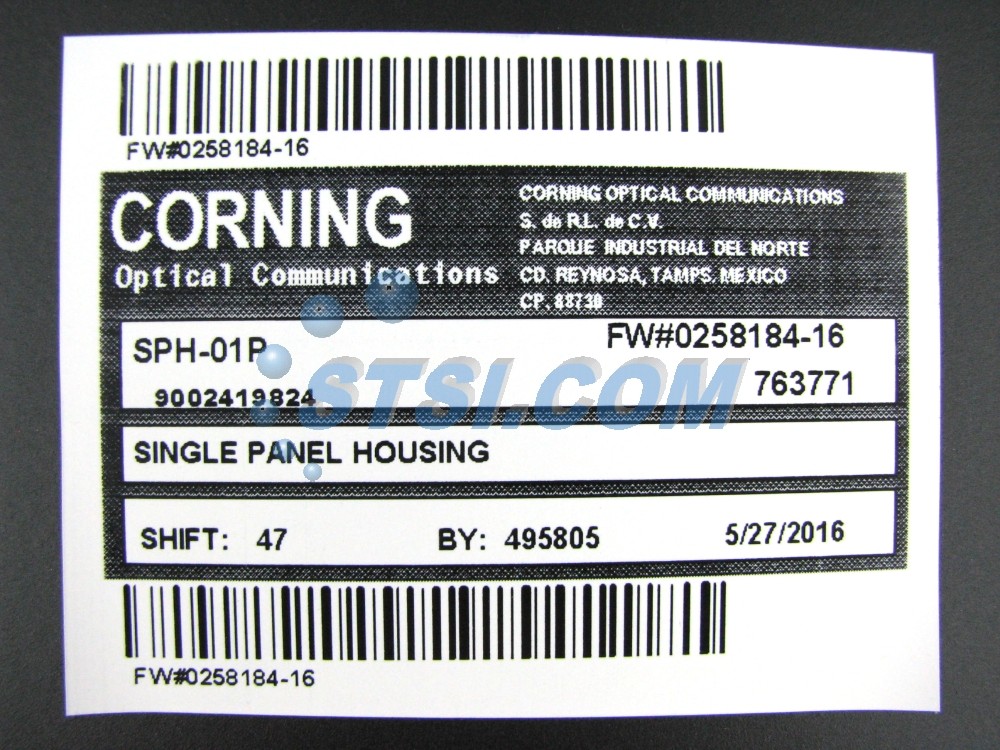 FW#0258184-16
CORNING
Optical Communications
CORNING OPTICAL COMMUNICATIONS
S. de R.L. de C.V.
PARQUE INDUSTRIAL DEL NORTE
CD. REYNOSA, TAMPS. MEXICO
CP. 88730
SPH-01P
FW#0258184-16
9002419824
763771
STSI.COM
SINGLE PANEL HOUSING
SHIFT: 47 BY: 495805 5/27/2016
FW#0258184-16